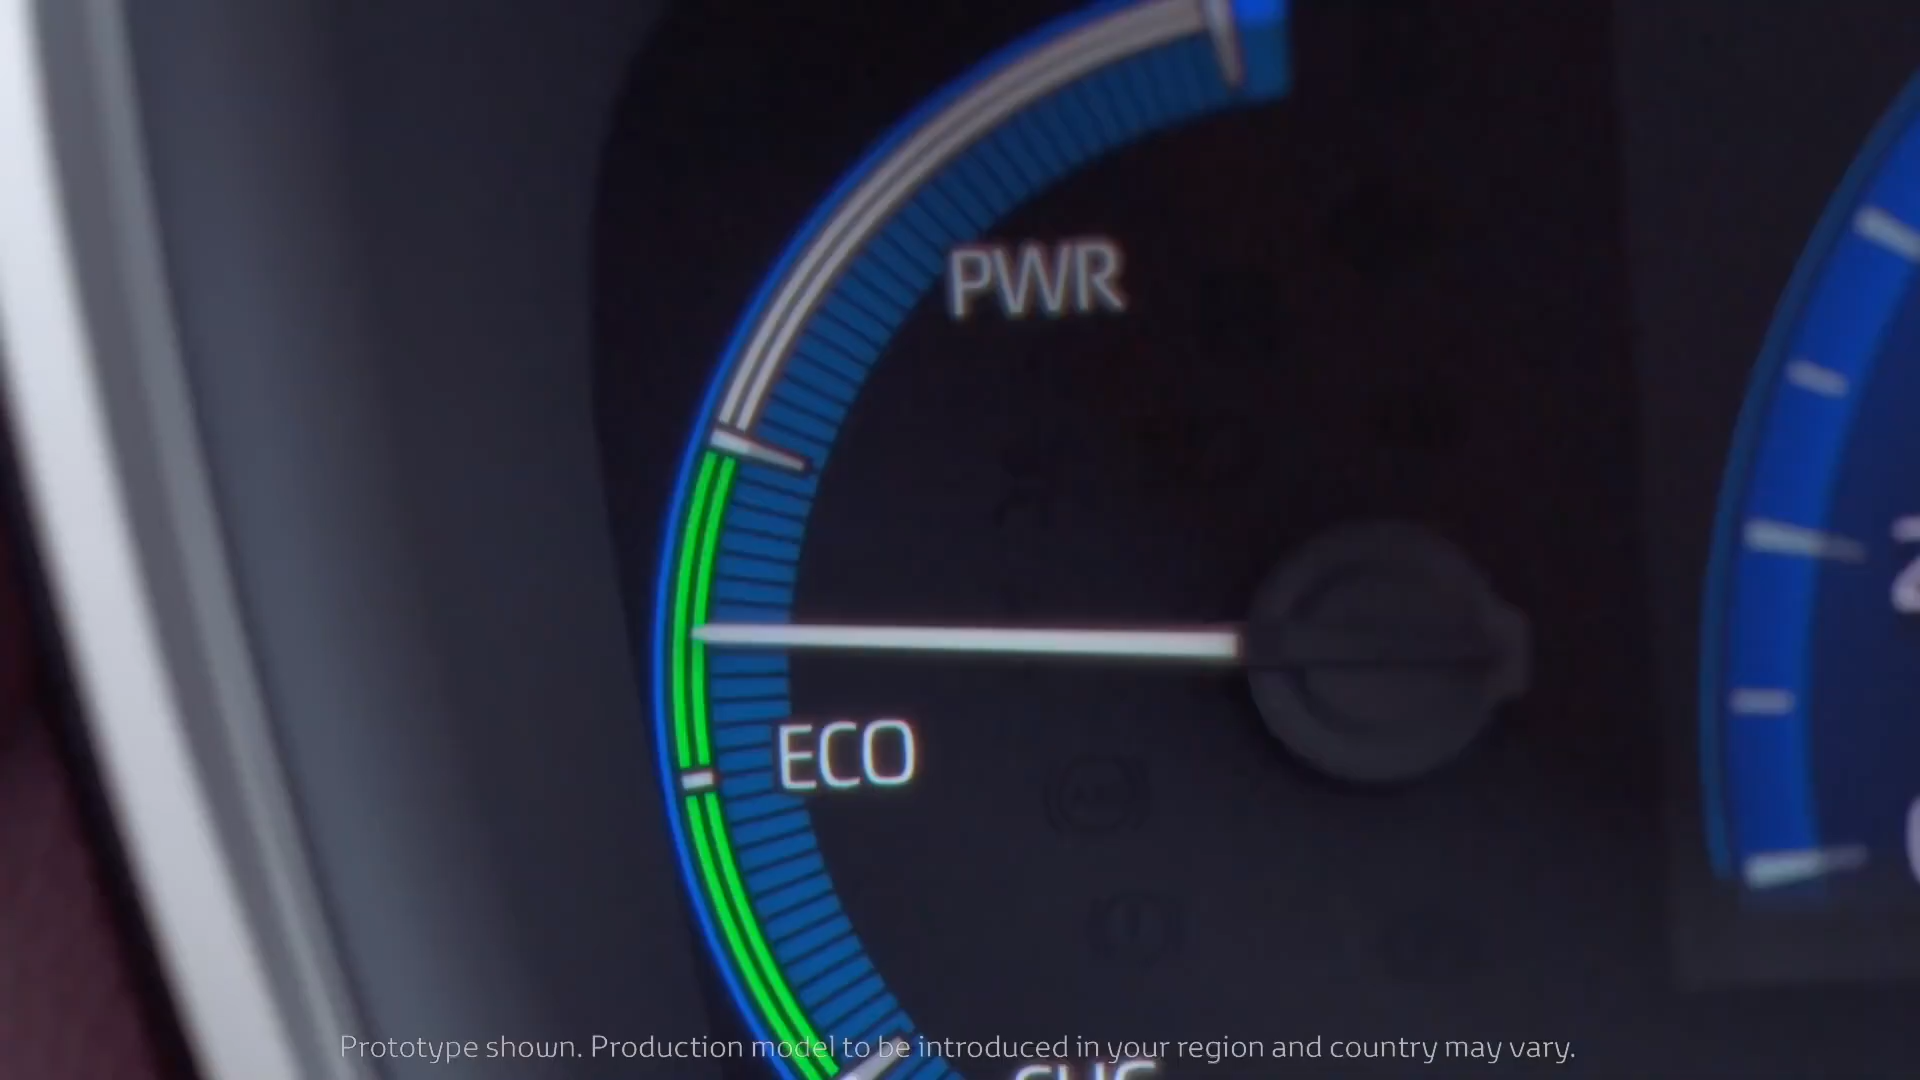 PWR
ECO
Prototype shown. Production model to be introduced in your region and country may vary.